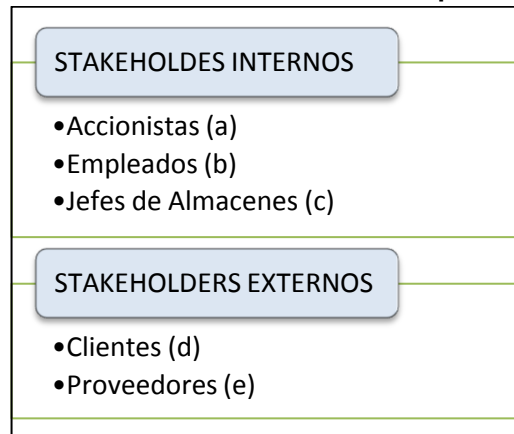 STAKEHOLDES INTERNOS
•Accionistas (a)
•Empleados (b)
•Jefes de Almacenes (c)
STAKEHOLDERS EXTERNOS
•Clientes (d)
•Proveedores (e)